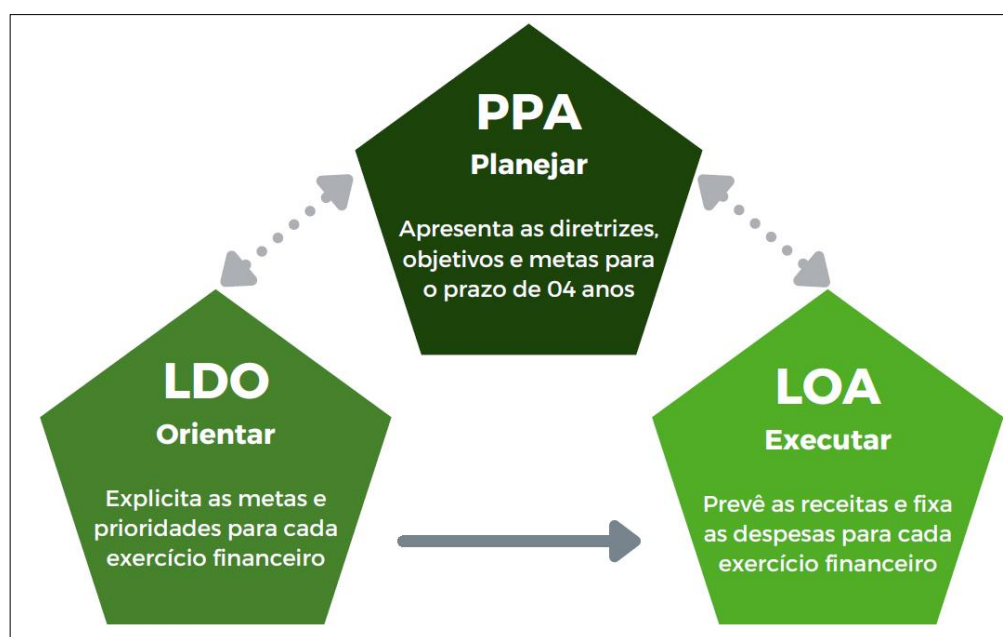 PPA
Planejar
Apresenta as diretrizes,
objetivos e metas para
o prazo de 04 anos
LDO
Orientar
Explicita as metas e
prioridades para cada
exercício financeiro
LOA
Executar
Prevê as receitas e fixa
as despesas para cada
exercício financeiro